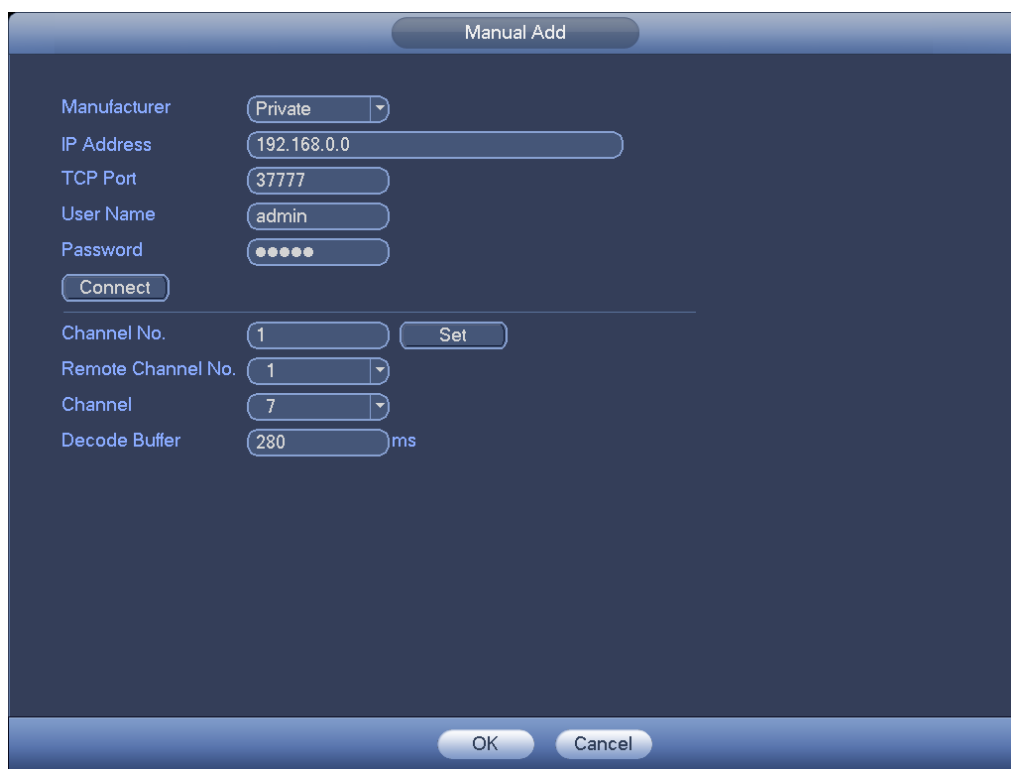 Manual Add
Manufacturer Private
IP Address 192.168.0.0
TCP Port 37777
User Name admin
Password ●●●●●
Connect
Channel No. 1 Set
Remote Channel No. 1
Channel 7
Decode Buffer 280 ms
OK Cancel